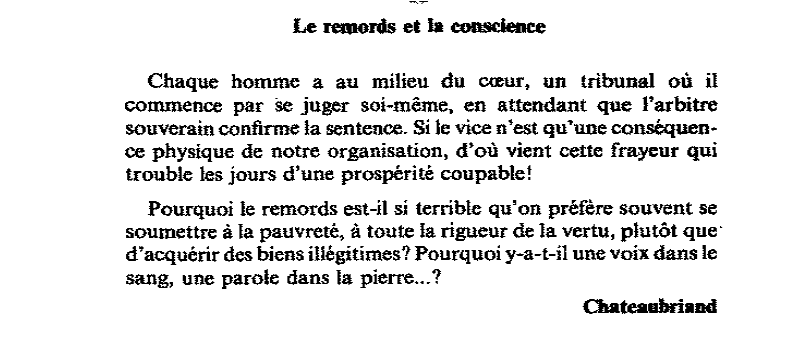 Le remords et la conscience
Chaque homme a au milieu du cœur, un tribunal où il
commence par se juger soi-même, en attendant que l'arbitre
souverain confirme la sentence. Si le vice n'est qu'une conséquen-
ce physique de notre organisation, d'où vient cette frayeur qui
trouble les jours d'une prospérité coupable!
Pourquoi le remords est-il si terrible qu'on préfère souvent se
soumettre à la pauvreté, à toute la rigueur de la vertu, plutôt que
d'acquérir des biens illégitimes? Pourquoi y-a-t-il une voix dans le
sang, une parole dans la pierre...?
Chateaubriand